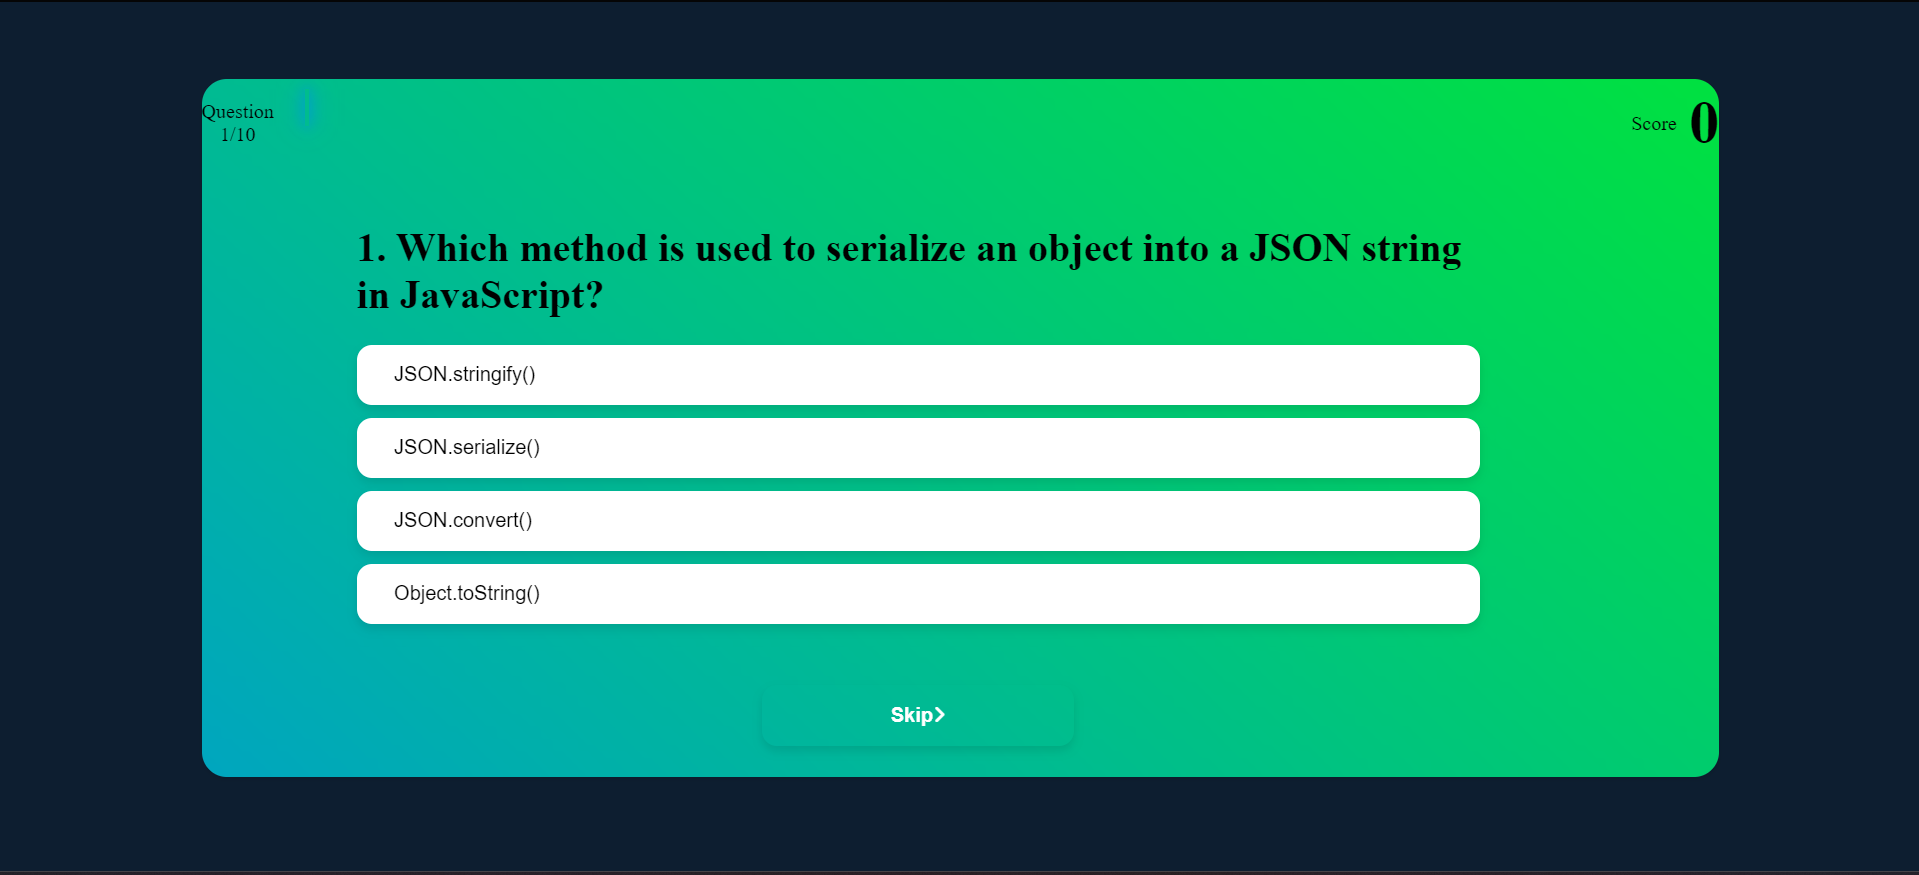 Question
1/10
Score 0
1. Which method is used to serialize an object into a JSON string
in JavaScript?
JSON.stringify()
JSON.serialize()
JSON.convert()
Object.toString()
Skip